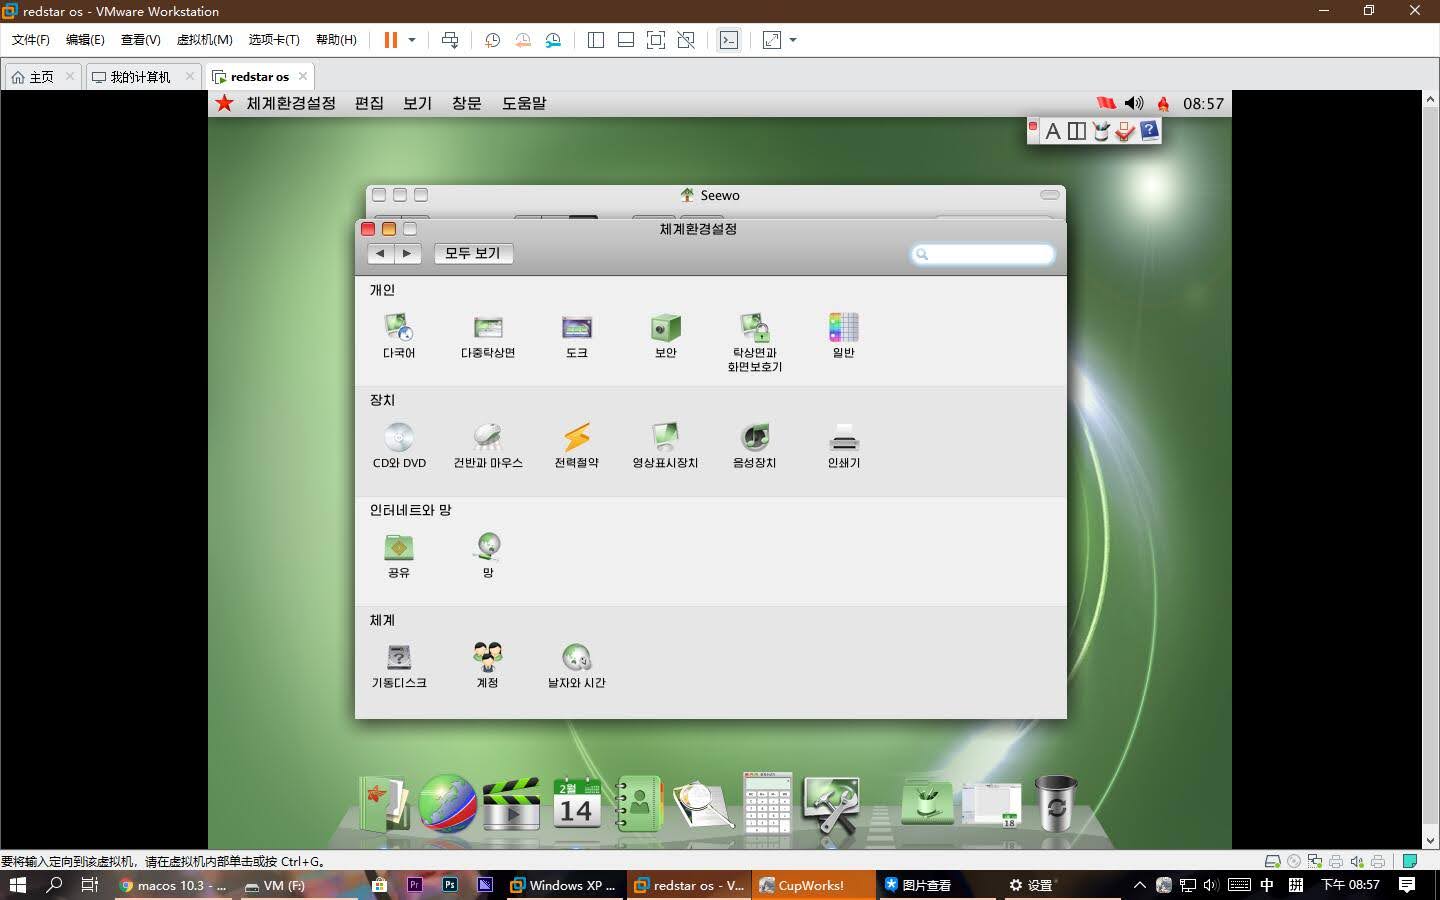 redstar os - VMware Workstation
文件(F) 编辑(E) 查看(V) 虚拟机(M) 选项卡(T) 帮助(H)
主页 我的计算机 redstar os
체계환경설정 편집 보기 창문 도움말 08:57
A
Seewo
체계환경설정
모두 보기
개인
다국어 다중탁상면 도크 보안 탁상면과 일반
화면보호기
장치
CD와 DVD 건반과 마우스 전력절약 영상표시장치 음성장치 인쇄기
인터네트와 망
공유 망
체계
기동디스크 계정 날자와 시간
2월
14
18
要将输入定向到该虚拟机，请在虚拟机内部单击或按 Ctrl+G。
macos 10.3 - ... VM (F:) Pr Ps Windows XP ... redstar os - V... CupWorks! 图片查看 设置 中 拼 下午 08:57